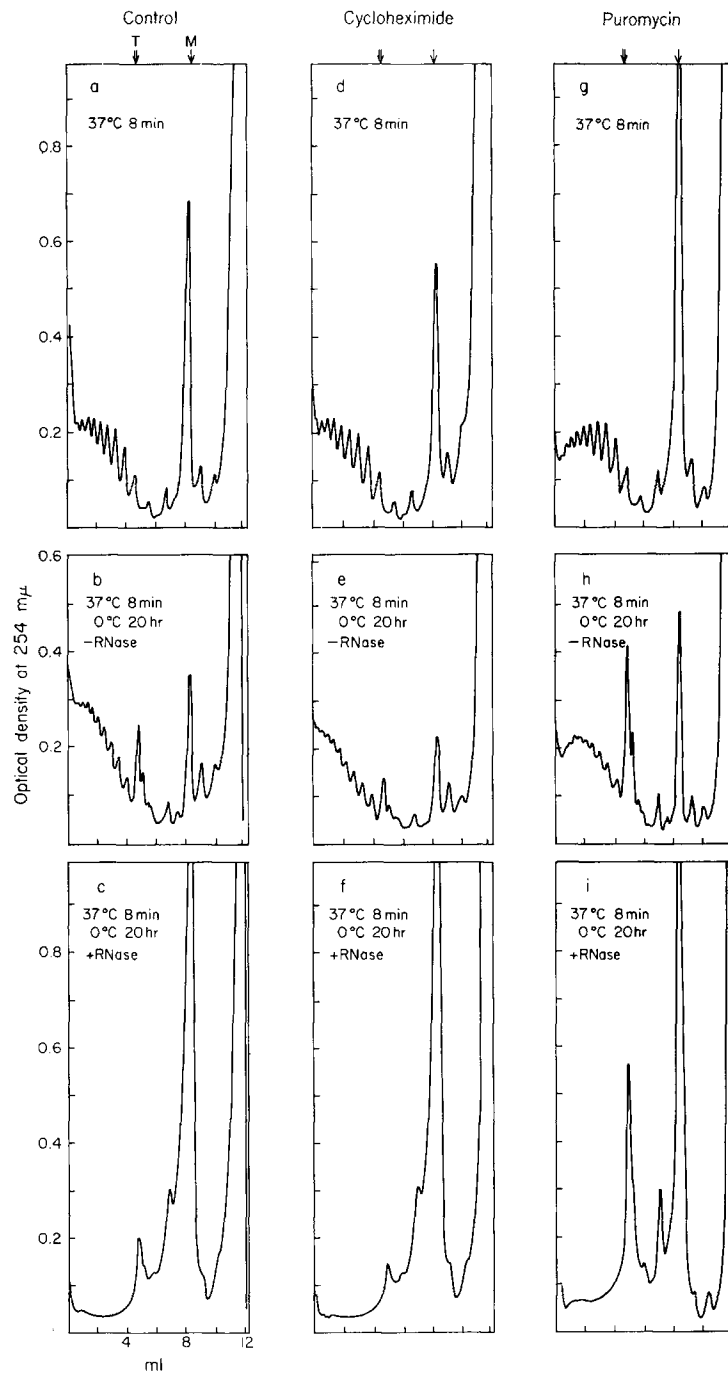 Control
Cycloheximide
Puromycin
T M
a
37°C 8 min
d
37°C 8 min
g
37°C 8 min
0.8
0.6
0.4
0.2
b
37°C 8 min
0°C 20 hr
−RNase
e
37°C 8 min
0°C 20 hr
−RNase
h
37°C 8 min
0°C 20 hr
−RNase
0.6
0.4
0.2
Optical density at 254 mμ
c
37°C 8 min
0°C 20 hr
+RNase
f
37°C 8 min
0°C 20 hr
+RNase
i
37°C 8 min
0°C 20 hr
+RNase
0.8
0.6
0.4
0.2
4 8 12
ml